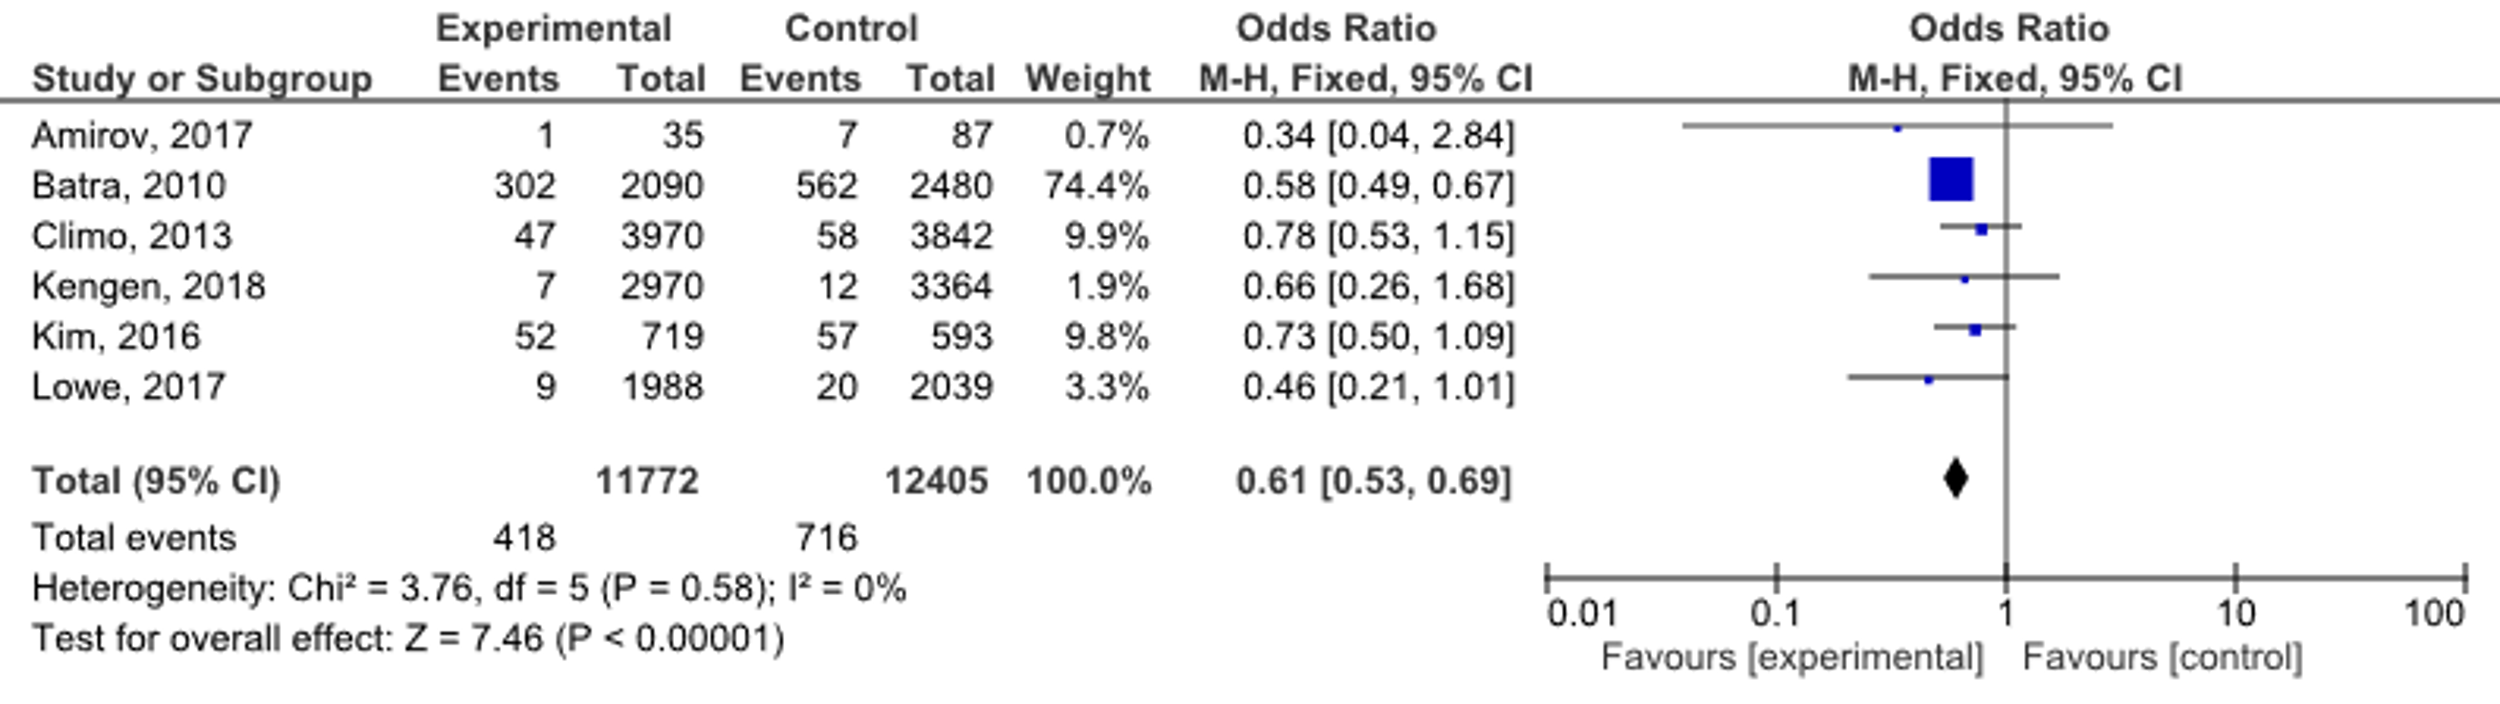 Experimental Control Odds Ratio Odds Ratio
Study or Subgroup Events Total Events Total Weight M-H, Fixed, 95% CI M-H, Fixed, 95% CI
Amirov, 2017 1 35 7 87 0.7% 0.34 [0.04, 2.84]
Batra, 2010 302 2090 562 2480 74.4% 0.58 [0.49, 0.67]
Climo, 2013 47 3970 58 3842 9.9% 0.78 [0.53, 1.15]
Kengen, 2018 7 2970 12 3364 1.9% 0.66 [0.26, 1.68]
Kim, 2016 52 719 57 593 9.8% 0.73 [0.50, 1.09]
Lowe, 2017 9 1988 20 2039 3.3% 0.46 [0.21, 1.01]
Total (95% CI) 11772 12405 100.0% 0.61 [0.53, 0.69]
Total events 418 716
Heterogeneity: Chi² = 3.76, df = 5 (P = 0.58); I² = 0%
Test for overall effect: Z = 7.46 (P < 0.00001)
0.01 0.1 1 10 100
Favours [experimental] Favours [control]